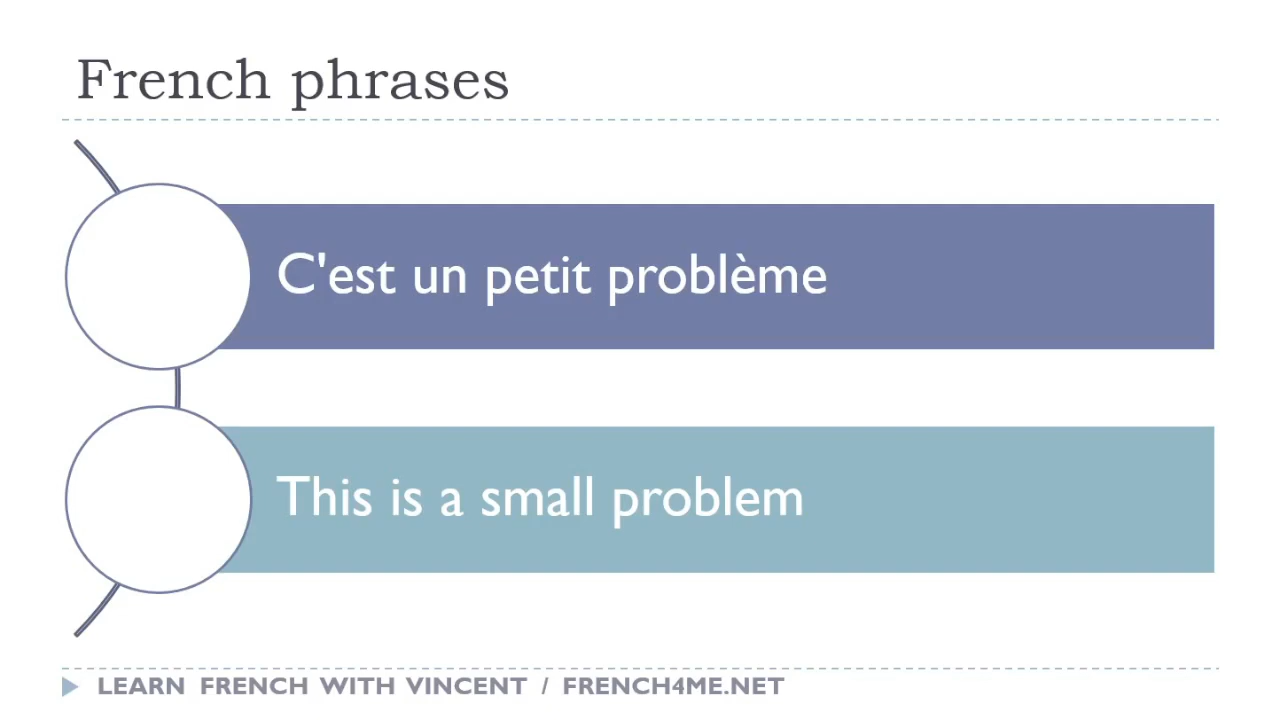 French phrases
C'est un petit problème
This is a small problem
LEARN FRENCH WITH VINCENT / FRENCH4ME.NET